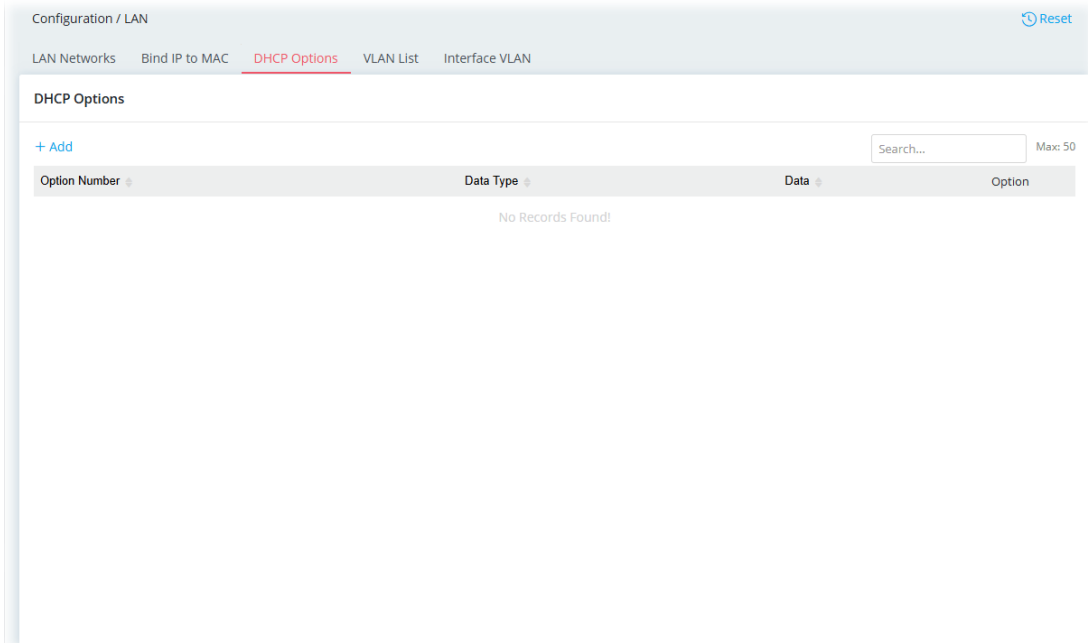 Configuration / LAN
Reset
LAN Networks Bind IP to MAC DHCP Options VLAN List Interface VLAN
DHCP Options
+ Add
Search...
Max: 50
Option Number Data Type Data Option
No Records Found!